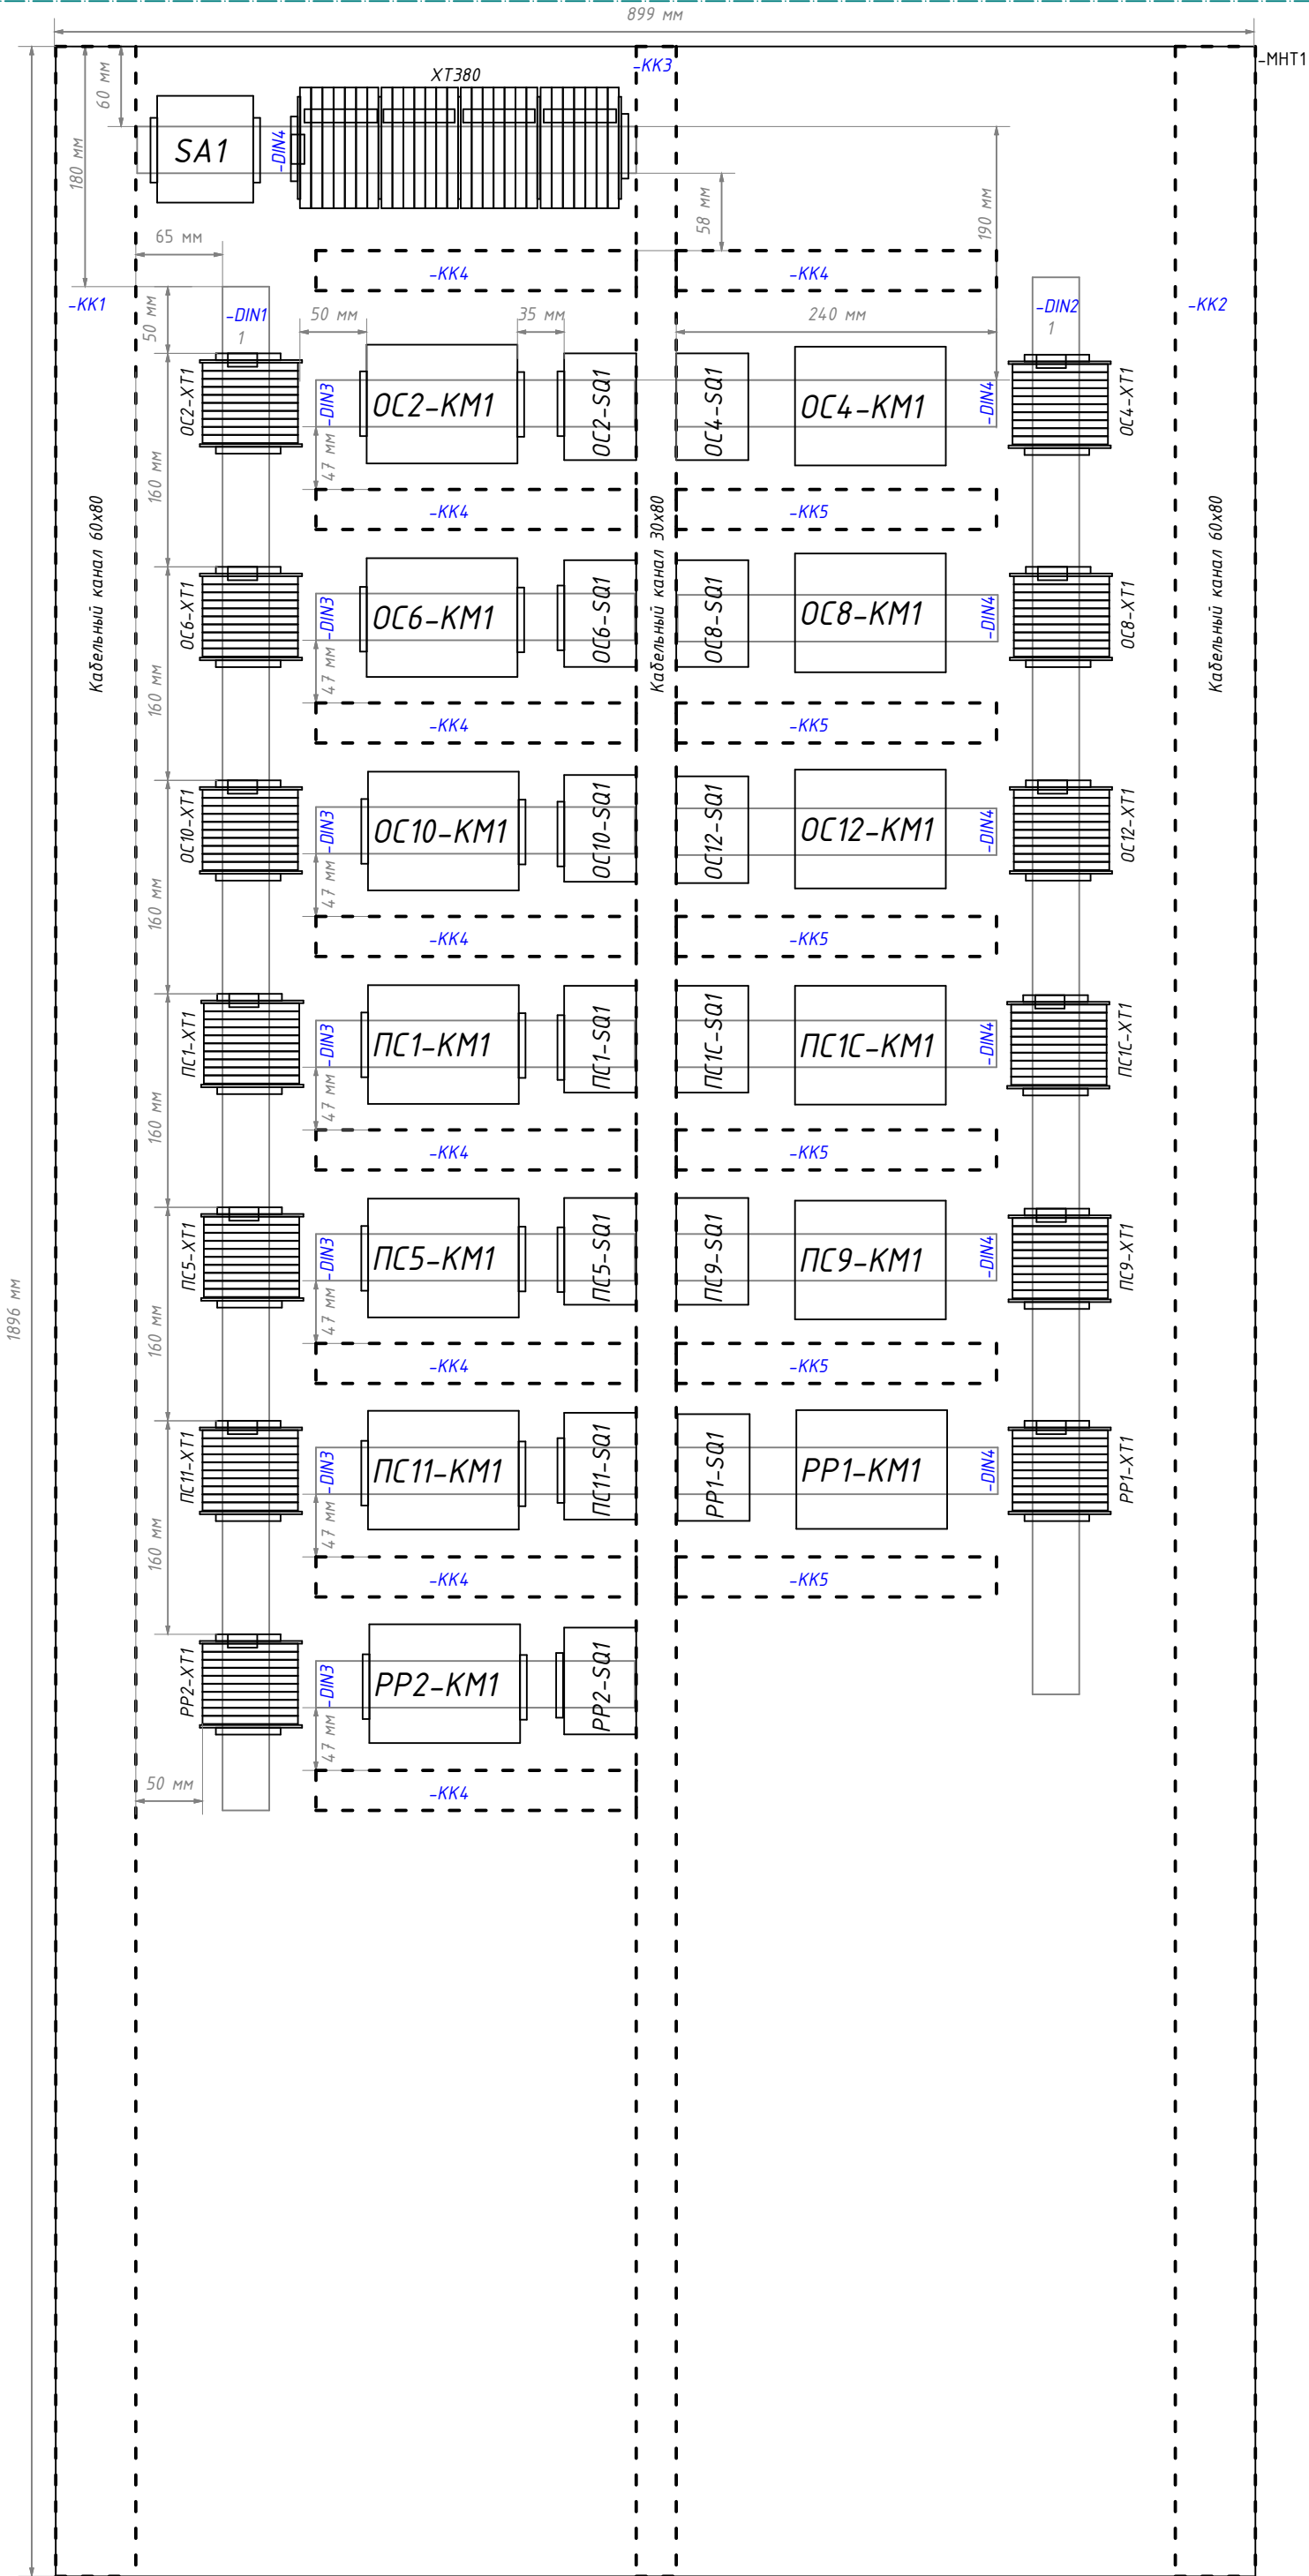 899 мм
-МНТ1
60 мм
180 мм
SA1
-DIN4
XT380
-КК3
58 мм
190 мм
65 мм
-КК4
-КК4
-КК1
-КК2
50 мм
-DIN1
1
50 мм
35 мм
240 мм
-DIN2
1
ОС2-XT1
-DIN3
ОС2-КМ1
ОС2-SQ1
ОС4-SQ1
ОС4-КМ1
-DIN4
ОС4-XT1
47 мм
160 мм
-КК4
-КК5
Кабельный канал 60x80
Кабельный канал 30x80
Кабельный канал 60x80
ОС6-XT1
-DIN3
ОС6-КМ1
ОС6-SQ1
ОС8-SQ1
ОС8-КМ1
-DIN4
ОС8-XT1
47 мм
160 мм
-КК4
-КК5
ОС10-XT1
-DIN3
ОС10-КМ1
ОС10-SQ1
ОС12-SQ1
ОС12-КМ1
-DIN4
ОС12-XT1
47 мм
160 мм
-КК4
-КК5
ПС1-XT1
-DIN3
ПС1-КМ1
ПС1-SQ1
ПС1С-SQ1
ПС1С-КМ1
-DIN4
ПС1С-XT1
47 мм
160 мм
-КК4
-КК5
ПС5-XT1
-DIN3
ПС5-КМ1
ПС5-SQ1
ПС9-SQ1
ПС9-КМ1
-DIN4
ПС9-XT1
1896 мм
47 мм
160 мм
-КК4
-КК5
ПС11-XT1
-DIN3
ПС11-КМ1
ПС11-SQ1
РР1-SQ1
РР1-КМ1
-DIN4
РР1-XT1
47 мм
160 мм
-КК4
-КК5
РР2-XT1
-DIN3
РР2-КМ1
РР2-SQ1
47 мм
50 мм
-КК4